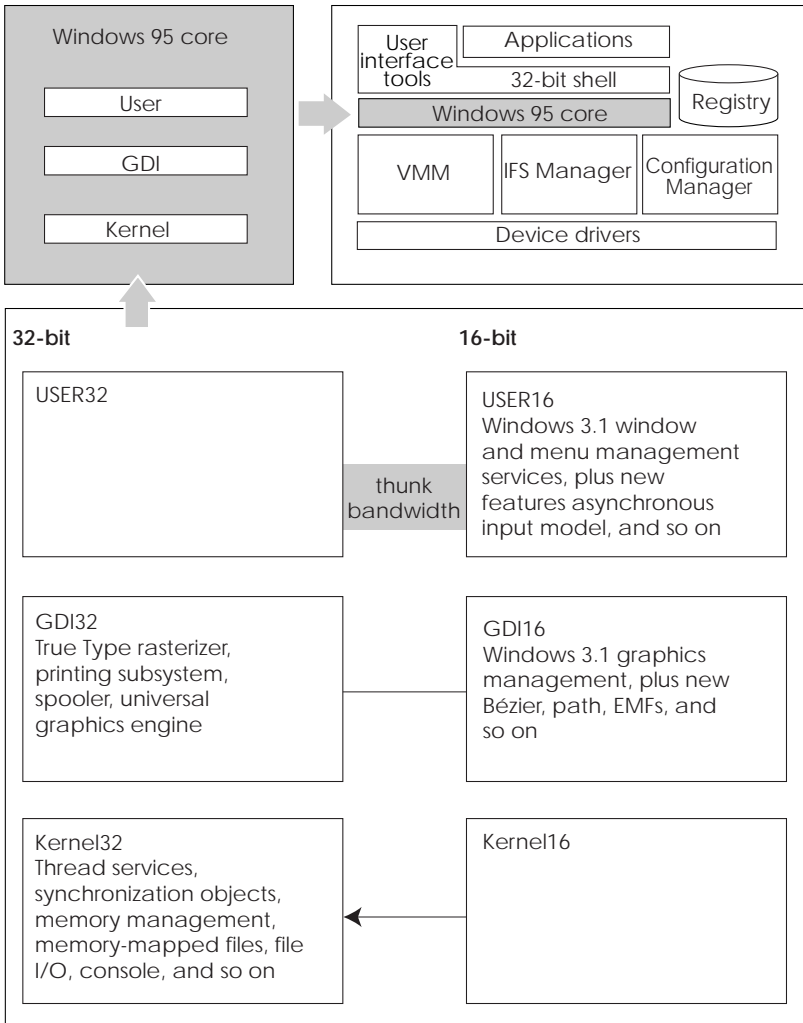 Windows 95 core
User
GDI
Kernel
User
interface
tools
Applications
32-bit shell
Windows 95 core
Registry
VMM
IFS Manager
Configuration
Manager
Device drivers
32-bit
16-bit
USER32
thunk
bandwidth
USER16
Windows 3.1 window
and menu management
services, plus new
features asynchronous
input model, and so on
GDI32
True Type rasterizer,
printing subsystem,
spooler, universal
graphics engine
GDI16
Windows 3.1 graphics
management, plus new
Bézier, path, EMFs, and
so on
Kernel32
Thread services,
synchronization objects,
memory management,
memory-mapped files, file
I/O, console, and so on
Kernel16